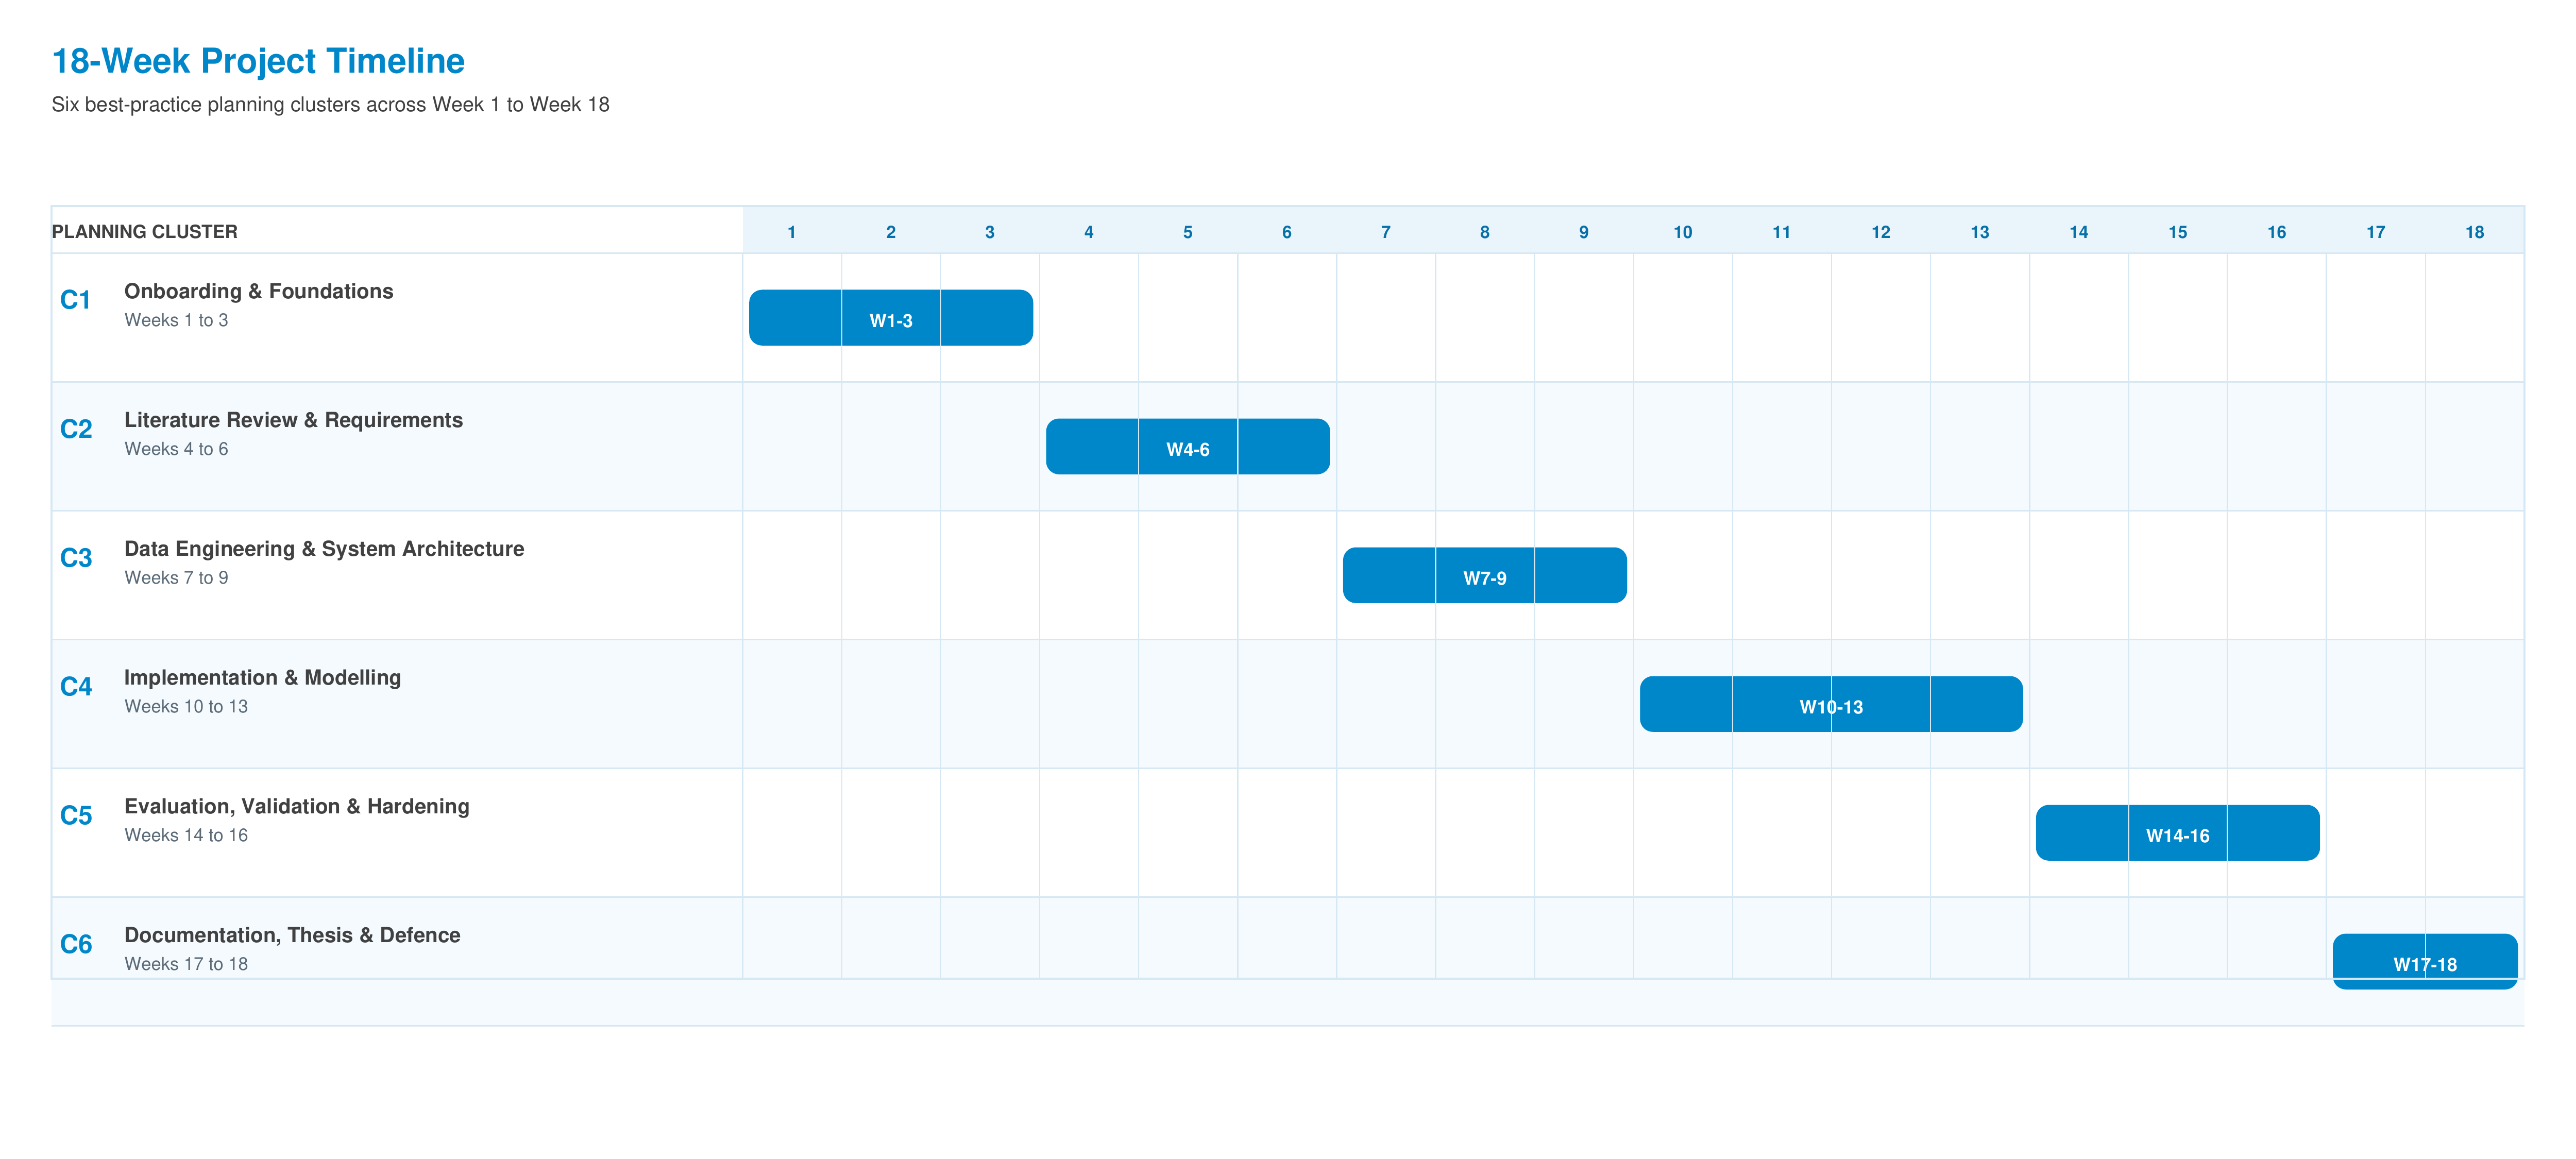 18-Week Project Timeline
Six best-practice planning clusters across Week 1 to Week 18
PLANNING CLUSTER 1 2 3 4 5 6 7 8 9 10 11 12 13 14 15 16 17 18
C1 Onboarding & Foundations
Weeks 1 to 3
W1-3
C2 Literature Review & Requirements
Weeks 4 to 6
W4-6
C3 Data Engineering & System Architecture
Weeks 7 to 9
W7-9
C4 Implementation & Modelling
Weeks 10 to 13
W10-13
C5 Evaluation, Validation & Hardening
Weeks 14 to 16
W14-16
C6 Documentation, Thesis & Defence
Weeks 17 to 18
W17-18